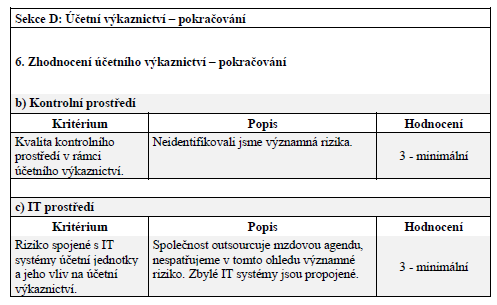 Sekce D: Účetní výkaznictví – pokračování
6. Zhodnocení účetního výkaznictví – pokračování
b) Kontrolní prostředí
Kritérium Popis Hodnocení
Kvalita kontrolního
prostředí v rámci
účetního výkaznictví.
Neidentifikovali jsme významná rizika.
3 - minimální
c) IT prostředí
Kritérium Popis Hodnocení
Riziko spojené s IT
systémy účetní jednotky
a jeho vliv na účetní
výkaznictví.
Společnost outsourcuje mzdovou agendu,
nespatřujeme v tomto ohledu významné
riziko. Zbylé IT systémy jsou propojené.
3 - minimální